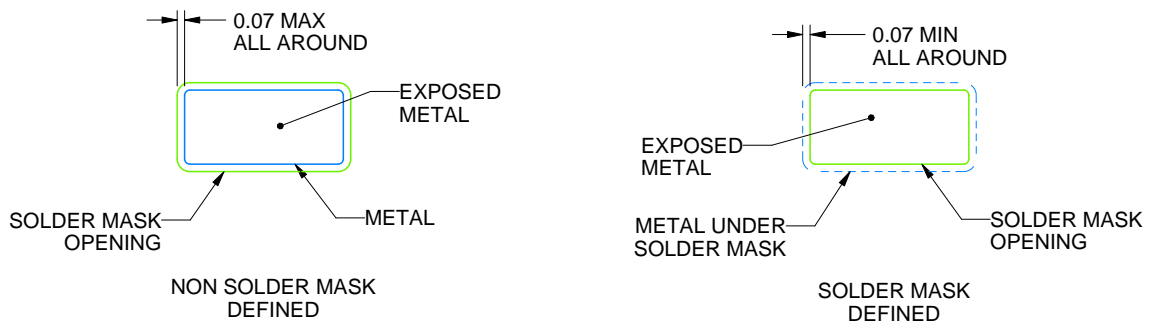 0.07 MAX
ALL AROUND
EXPOSED
METAL
SOLDER MASK
OPENING
METAL
NON SOLDER MASK
DEFINED
0.07 MIN
ALL AROUND
EXPOSED
METAL
METAL UNDER
SOLDER MASK
SOLDER MASK
OPENING
SOLDER MASK
DEFINED